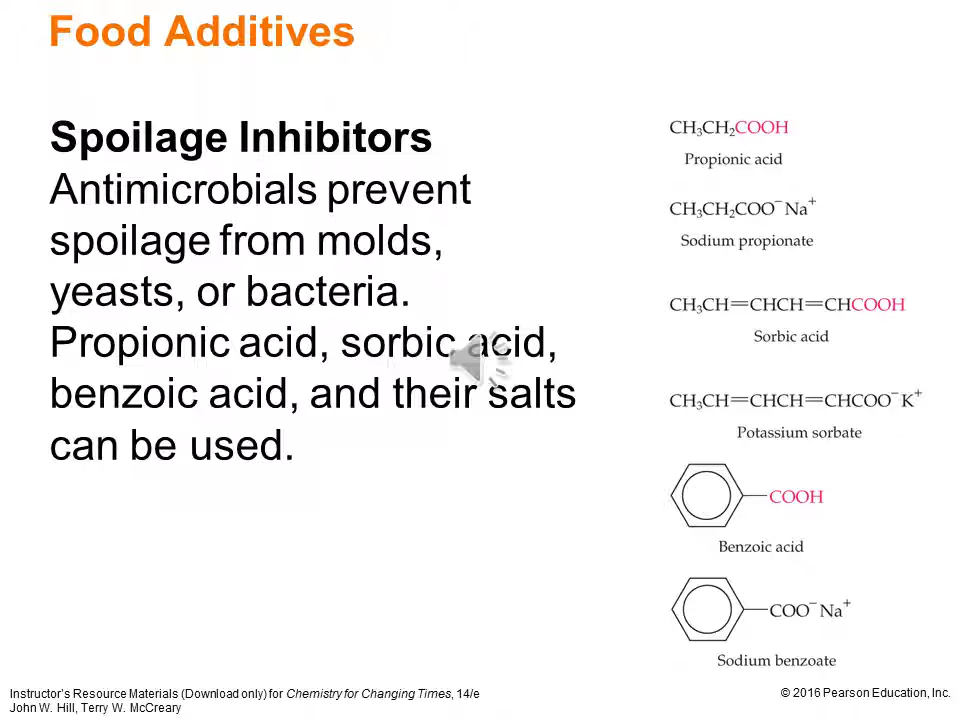 Food Additives
Spoilage Inhibitors
Antimicrobials prevent
spoilage from molds,
yeasts, or bacteria.
Propionic acid, sorbic acid,
benzoic acid, and their salts
can be used.
CH₃CH₂COOH
Propionic acid
CH₃CH₂COO⁻ Na⁺
Sodium propionate
CH₃CH=CHCH=CHCOOH
Sorbic acid
CH₃CH=CHCH=CHCOO⁻ K⁺
Potassium sorbate
COOH
Benzoic acid
COO⁻ Na⁺
Sodium benzoate
Instructor's Resource Materials (Download only) for Chemistry for Changing Times, 14/e
John W. Hill, Terry W. McCreary
© 2016 Pearson Education, Inc.